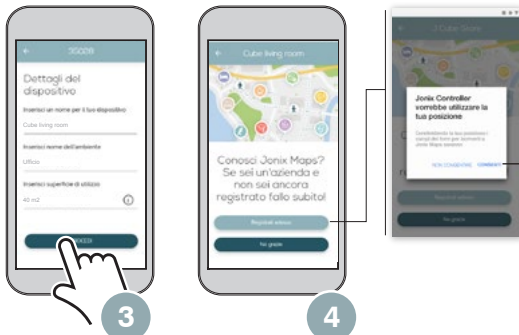 Dettagli del
dispositivo
Inserisci un nome per il tuo dispositivo
Cube living room
Inserisci nome dell'ambiente
Ufficio
Inserisci superficie di utilizzo
40 m2
3
Cube living room
Conosci Jonix Maps?
Se sei un'azienda e
non sei ancora
registrato fallo subito!
Registrati adesso
No grazie
4
Jonix Controller
vorrebbe utilizzare la
tua posizione
NON CONSENTIRE CONSENTI